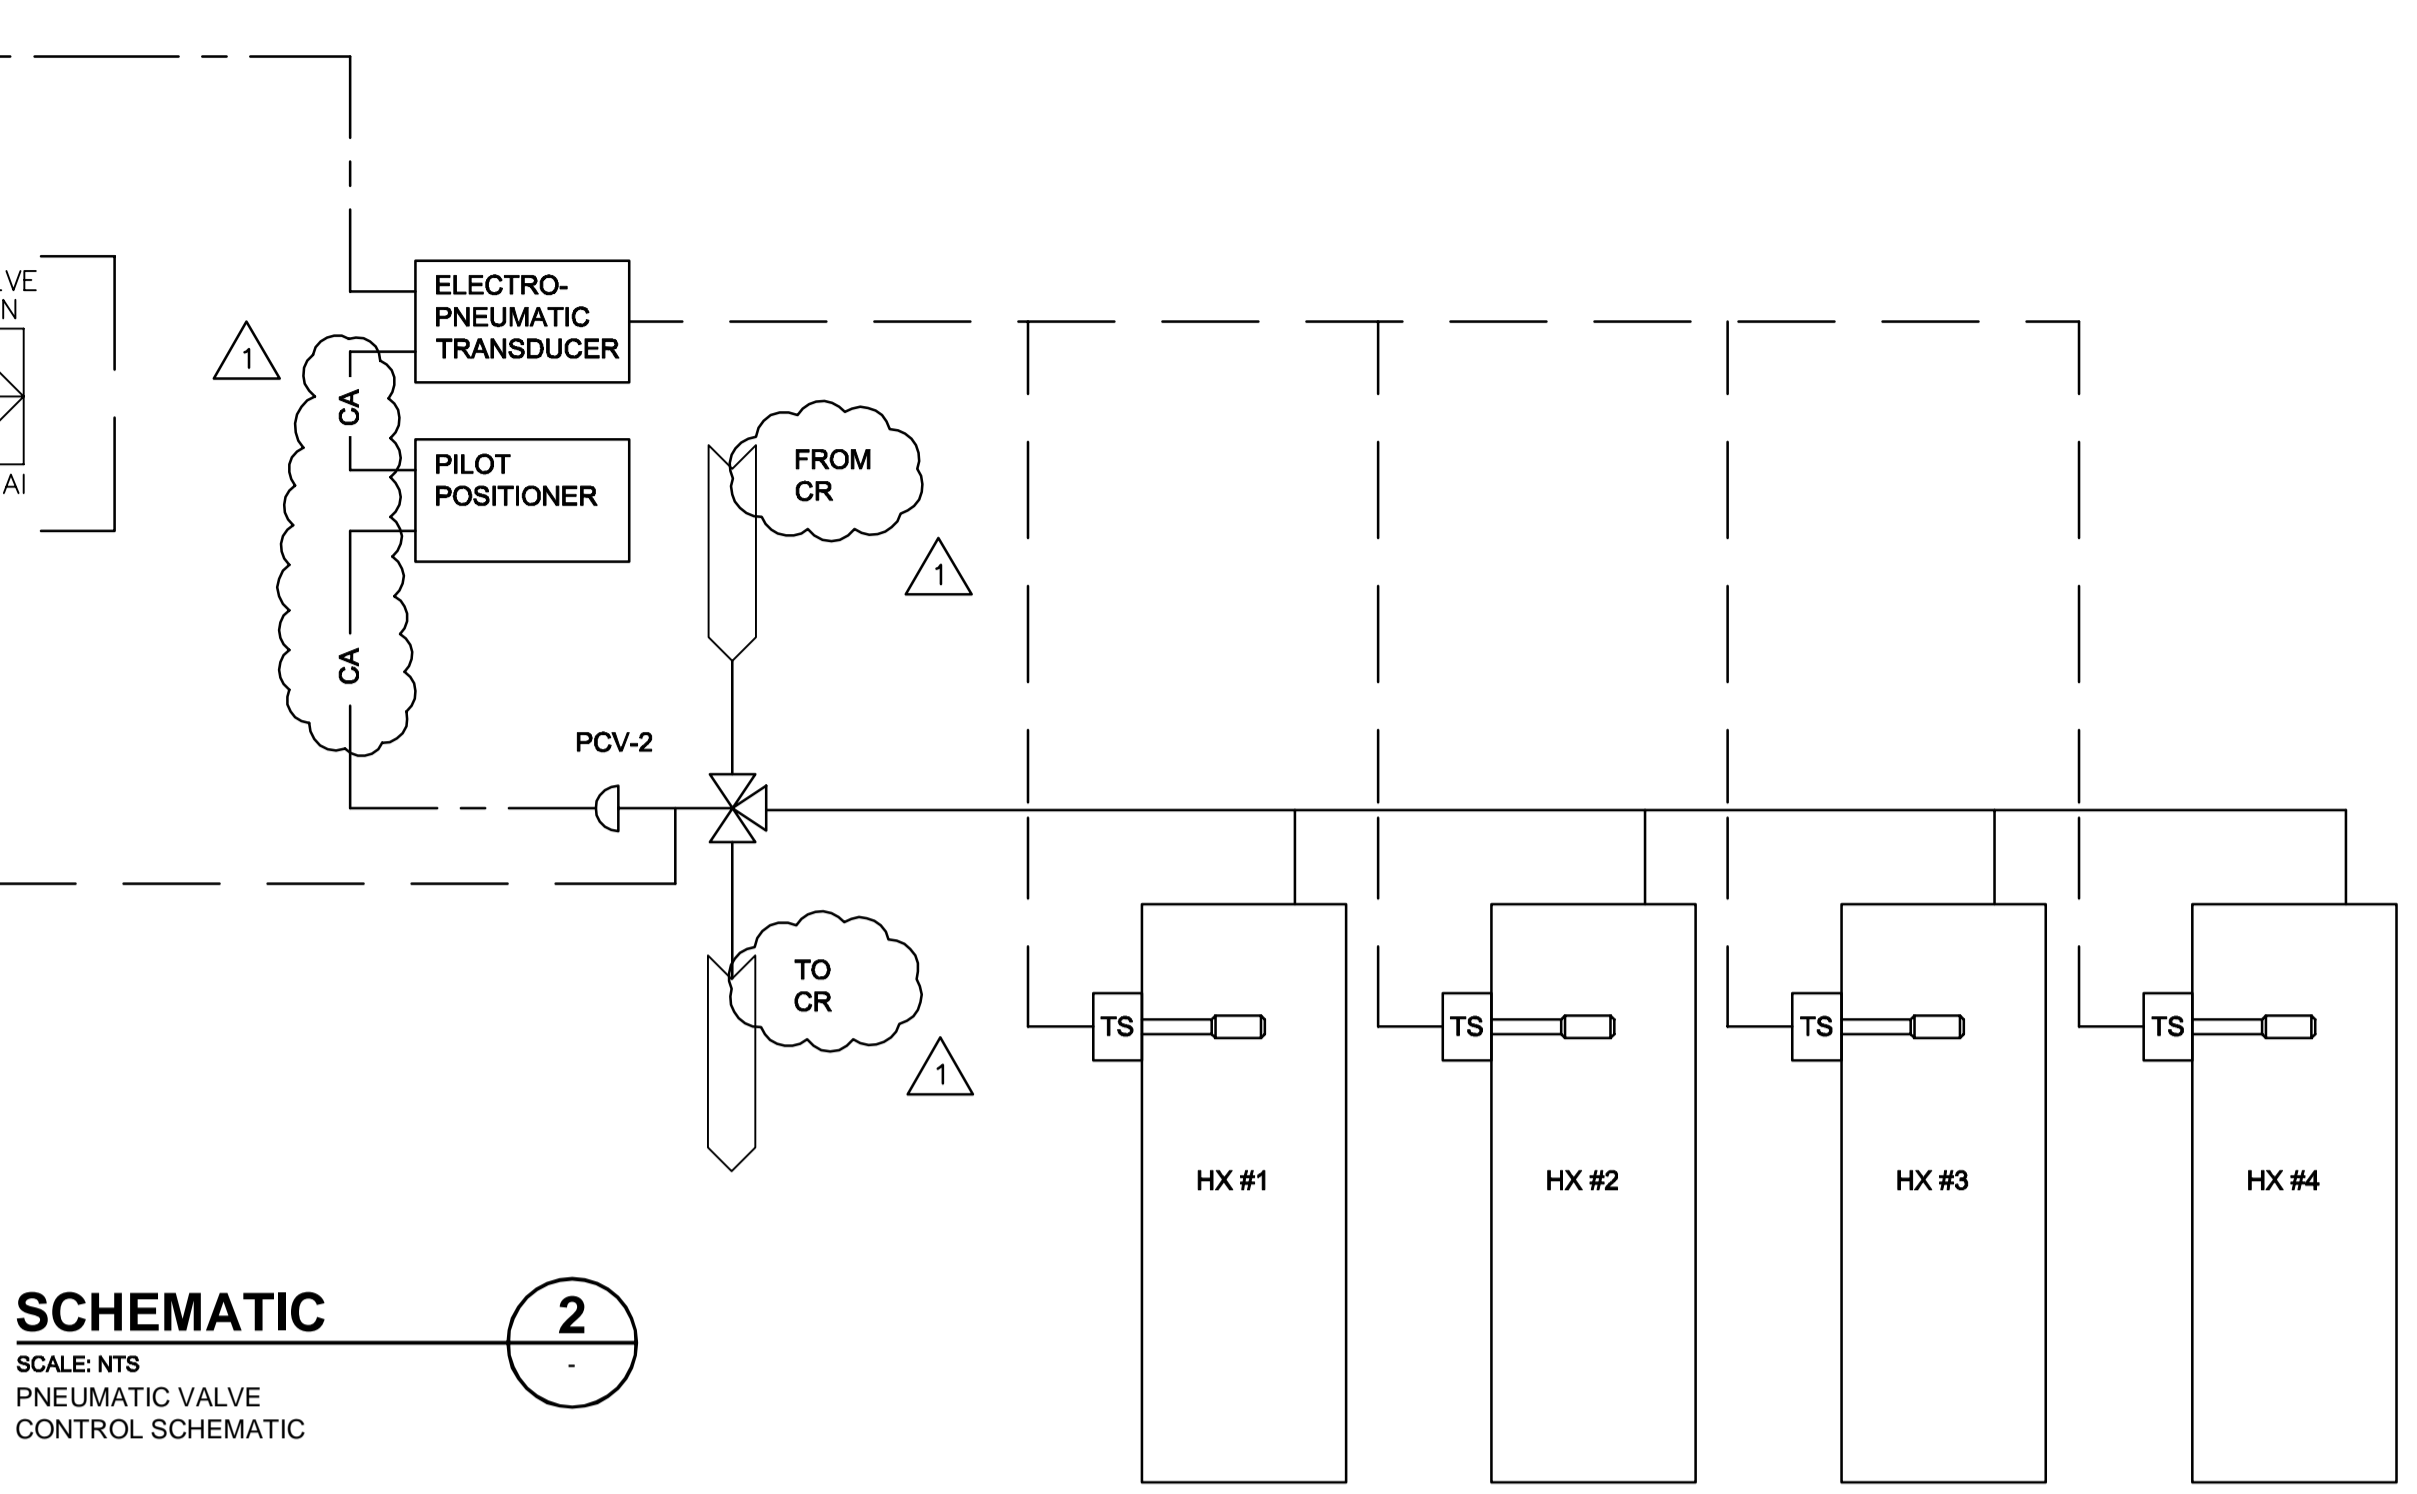 ELECTRO-
PNEUMATIC
TRANSDUCER
1
CA
PILOT
POSITIONER
FROM
CR
1
CA
PCV-2
TO
CR
1
TS
TS
TS
TS
HX #1
HX #2
HX #3
HX #4
SCHEMATIC
2
-
SCALE: NTS
PNEUMATIC VALVE
CONTROL SCHEMATIC